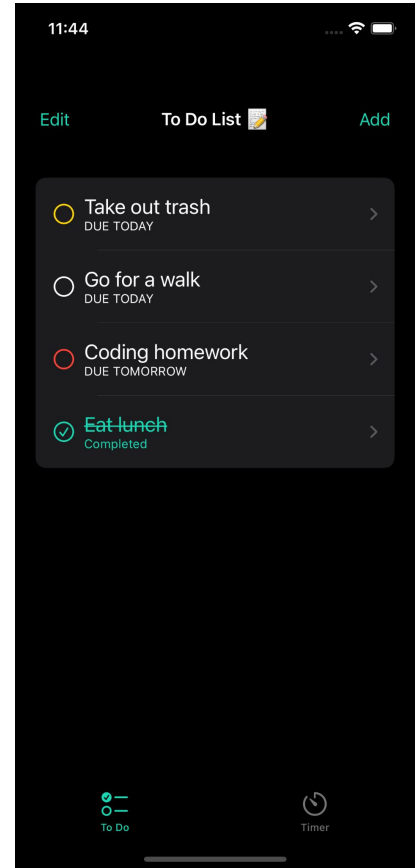 11:44
Edit To Do List 📝 Add
Take out trash
DUE TODAY
Go for a walk
DUE TODAY
Coding homework
DUE TOMORROW
Eat lunch
Completed
To Do Timer